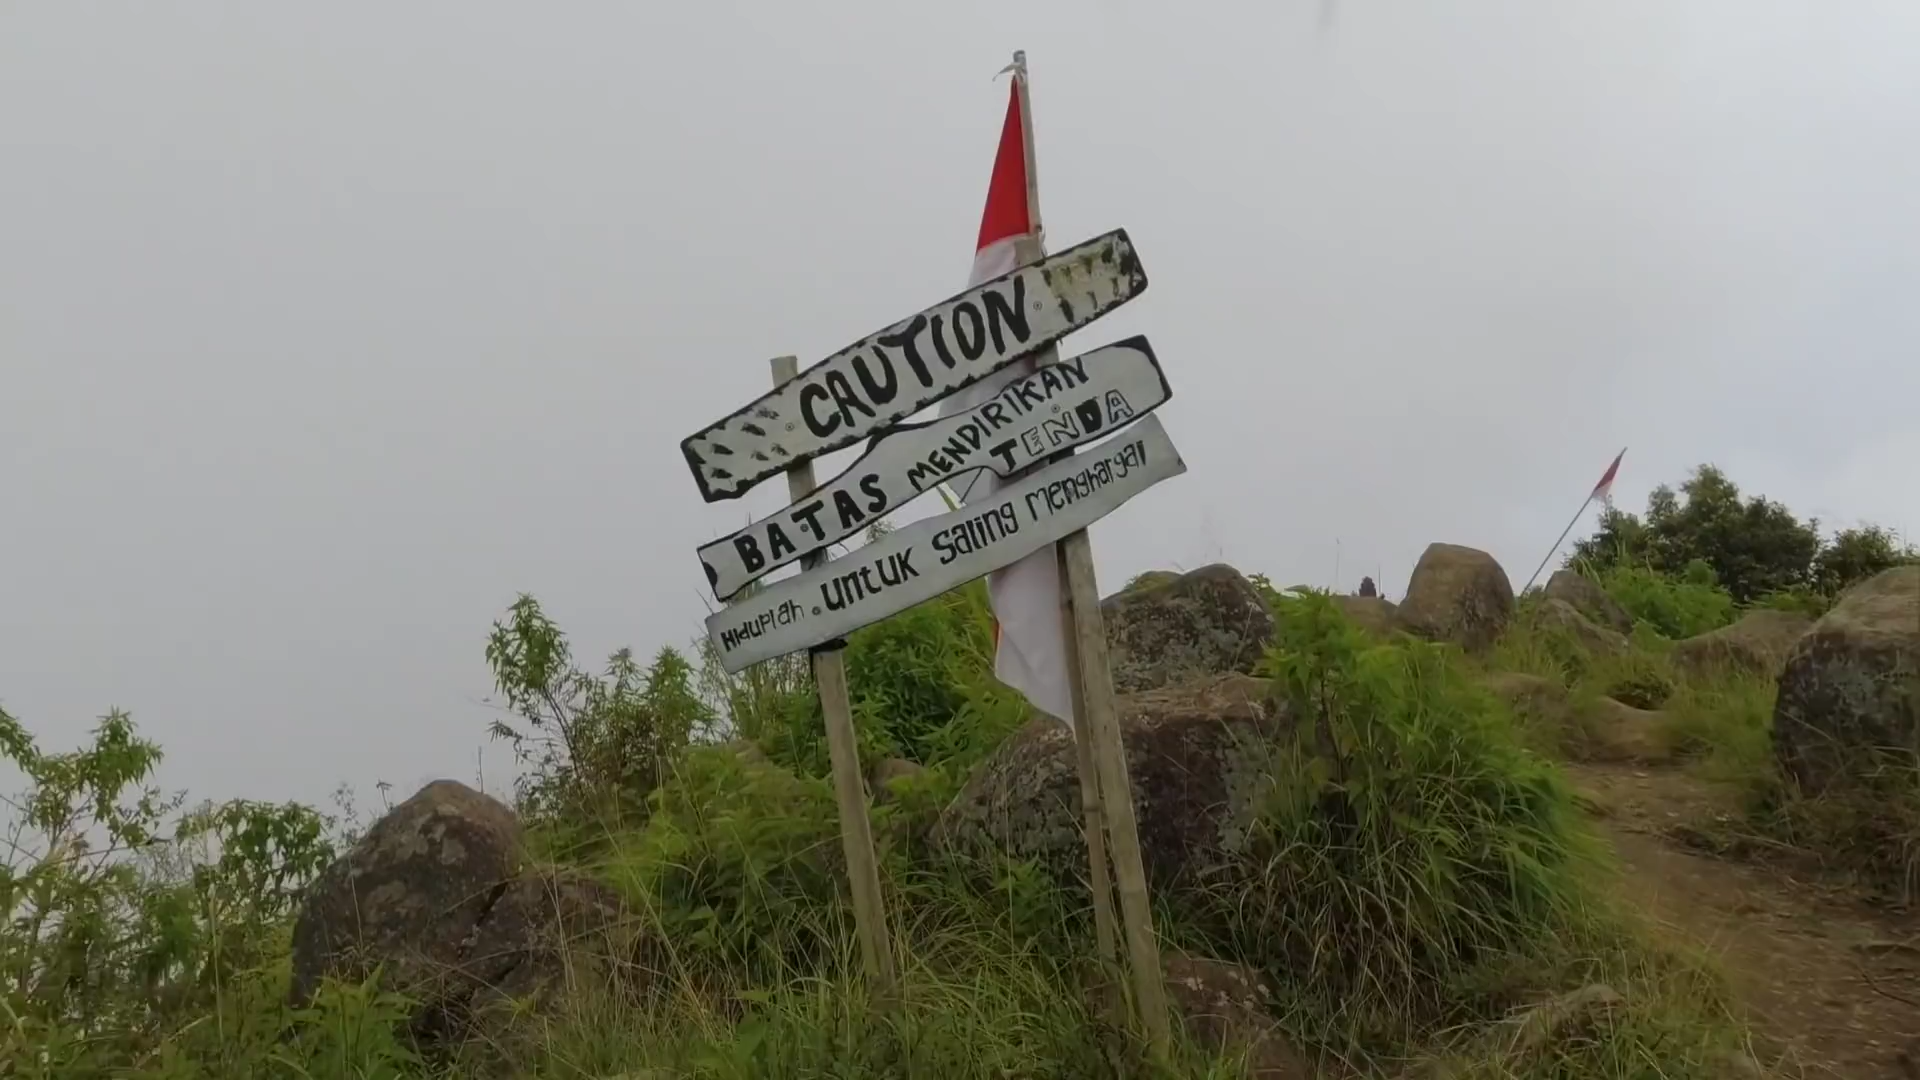 CAUTION
BATAS MENDIRIKAN
TENDA
Hiduplah . untuk saling Menghargai